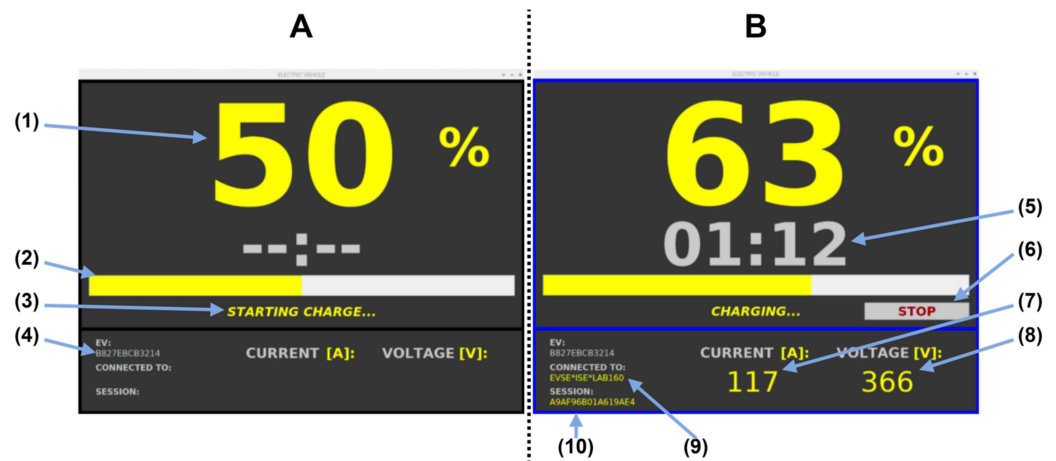 A
B
ELECTRIC VEHICLE
ELECTRIC VEHICLE
(1)
50 %
63 %
--:--
01:12
(5)
(2)
(6)
(3)
STARTING CHARGE...
CHARGING...
STOP
(7)
(4)
EV:
B827EBCB3214
CONNECTED TO:
SESSION:
CURRENT [A]:
VOLTAGE [V]:
EV:
B827EBCB3214
CONNECTED TO:
EVSE*ISE*LAB160
SESSION:
A9AF96B01A619AE4
CURRENT [A]:
117
VOLTAGE [V]:
366
(8)
(10)
(9)